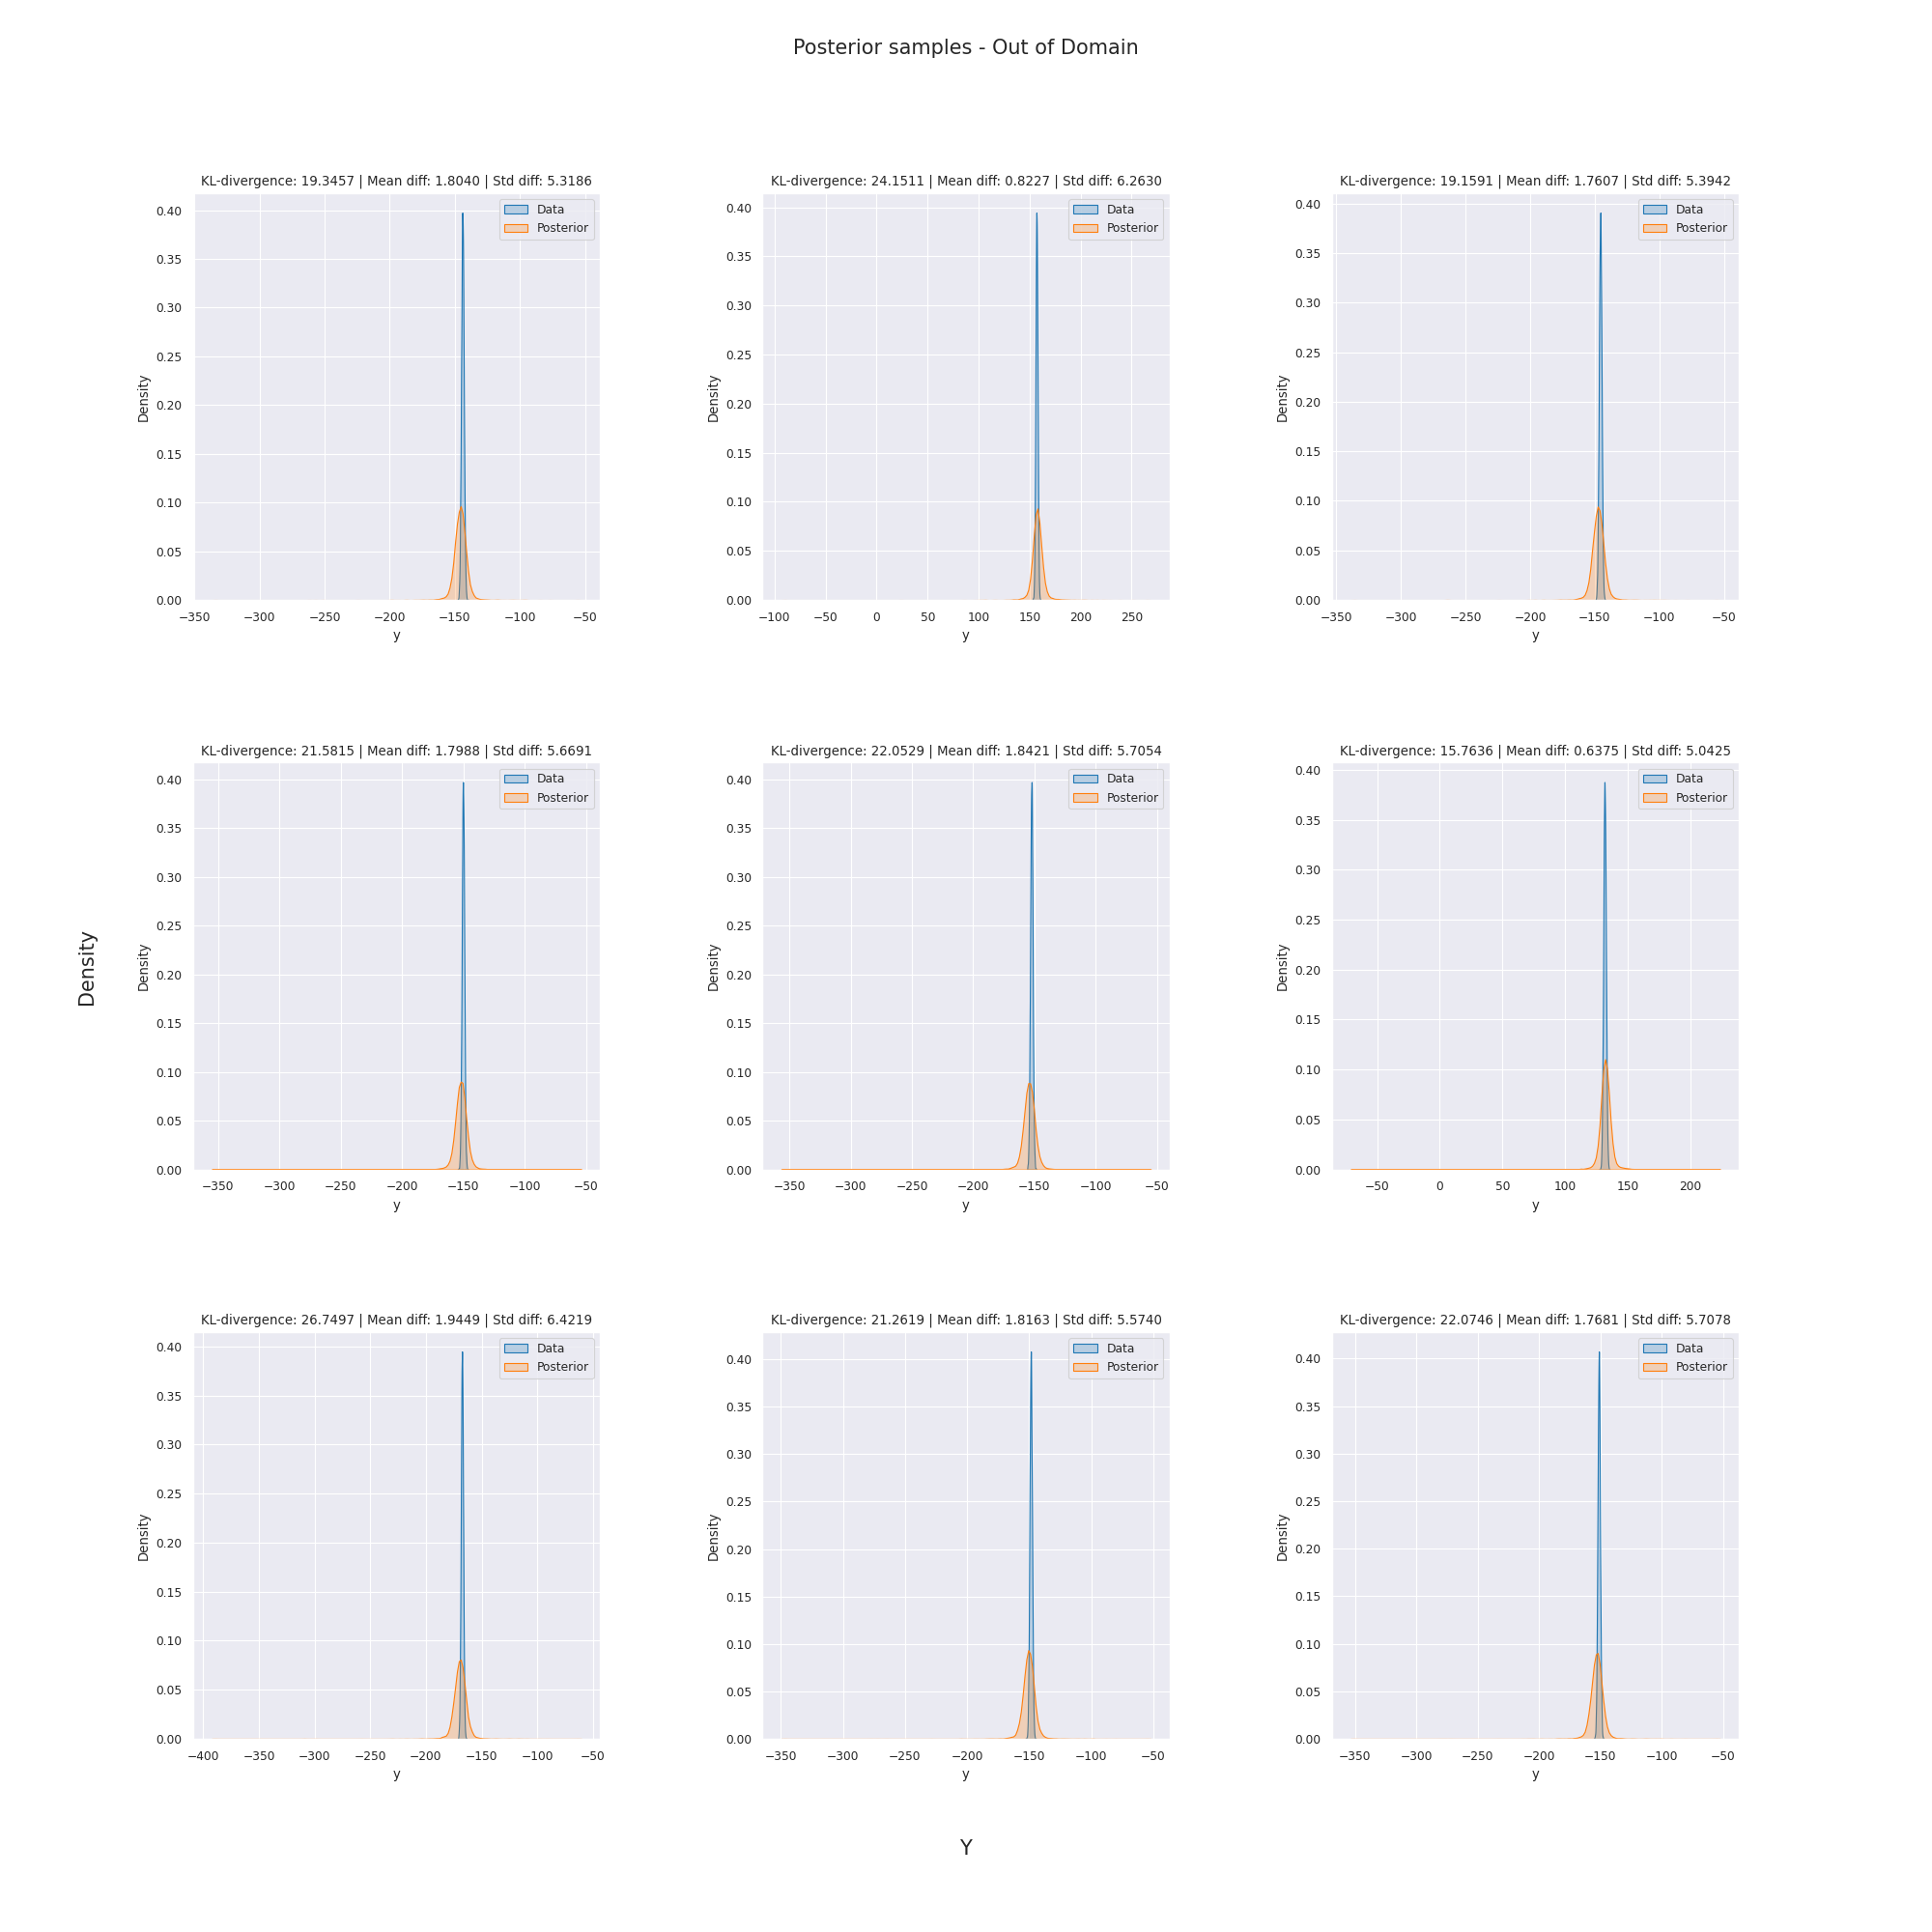 Posterior samples - Out of Domain
KL-divergence: 19.3457 | Mean diff: 1.8040 | Std diff: 5.3186
Data
Posterior
0.40
0.35
0.30
0.25
0.20
0.15
0.10
0.05
0.00
Density
−350 −300 −250 −200 −150 −100 −50
y
KL-divergence: 24.1511 | Mean diff: 0.8227 | Std diff: 6.2630
Data
Posterior
0.40
0.35
0.30
0.25
0.20
0.15
0.10
0.05
0.00
Density
−100 −50 0 50 100 150 200 250
y
KL-divergence: 19.1591 | Mean diff: 1.7607 | Std diff: 5.3942
Data
Posterior
0.40
0.35
0.30
0.25
0.20
0.15
0.10
0.05
0.00
Density
−350 −300 −250 −200 −150 −100 −50
y
Density
KL-divergence: 21.5815 | Mean diff: 1.7988 | Std diff: 5.6691
Data
Posterior
0.40
0.35
0.30
0.25
0.20
0.15
0.10
0.05
0.00
Density
−350 −300 −250 −200 −150 −100 −50
y
KL-divergence: 22.0529 | Mean diff: 1.8421 | Std diff: 5.7054
Data
Posterior
0.40
0.35
0.30
0.25
0.20
0.15
0.10
0.05
0.00
Density
−350 −300 −250 −200 −150 −100 −50
y
KL-divergence: 15.7636 | Mean diff: 0.6375 | Std diff: 5.0425
Data
Posterior
0.40
0.35
0.30
0.25
0.20
0.15
0.10
0.05
0.00
Density
−50 0 50 100 150 200
y
KL-divergence: 26.7497 | Mean diff: 1.9449 | Std diff: 6.4219
Data
Posterior
0.40
0.35
0.30
0.25
0.20
0.15
0.10
0.05
0.00
Density
−400 −350 −300 −250 −200 −150 −100 −50
y
KL-divergence: 21.2619 | Mean diff: 1.8163 | Std diff: 5.5740
Data
Posterior
0.40
0.35
0.30
0.25
0.20
0.15
0.10
0.05
0.00
Density
−350 −300 −250 −200 −150 −100 −50
y
KL-divergence: 22.0746 | Mean diff: 1.7681 | Std diff: 5.7078
Data
Posterior
0.40
0.35
0.30
0.25
0.20
0.15
0.10
0.05
0.00
Density
−350 −300 −250 −200 −150 −100 −50
y
Y